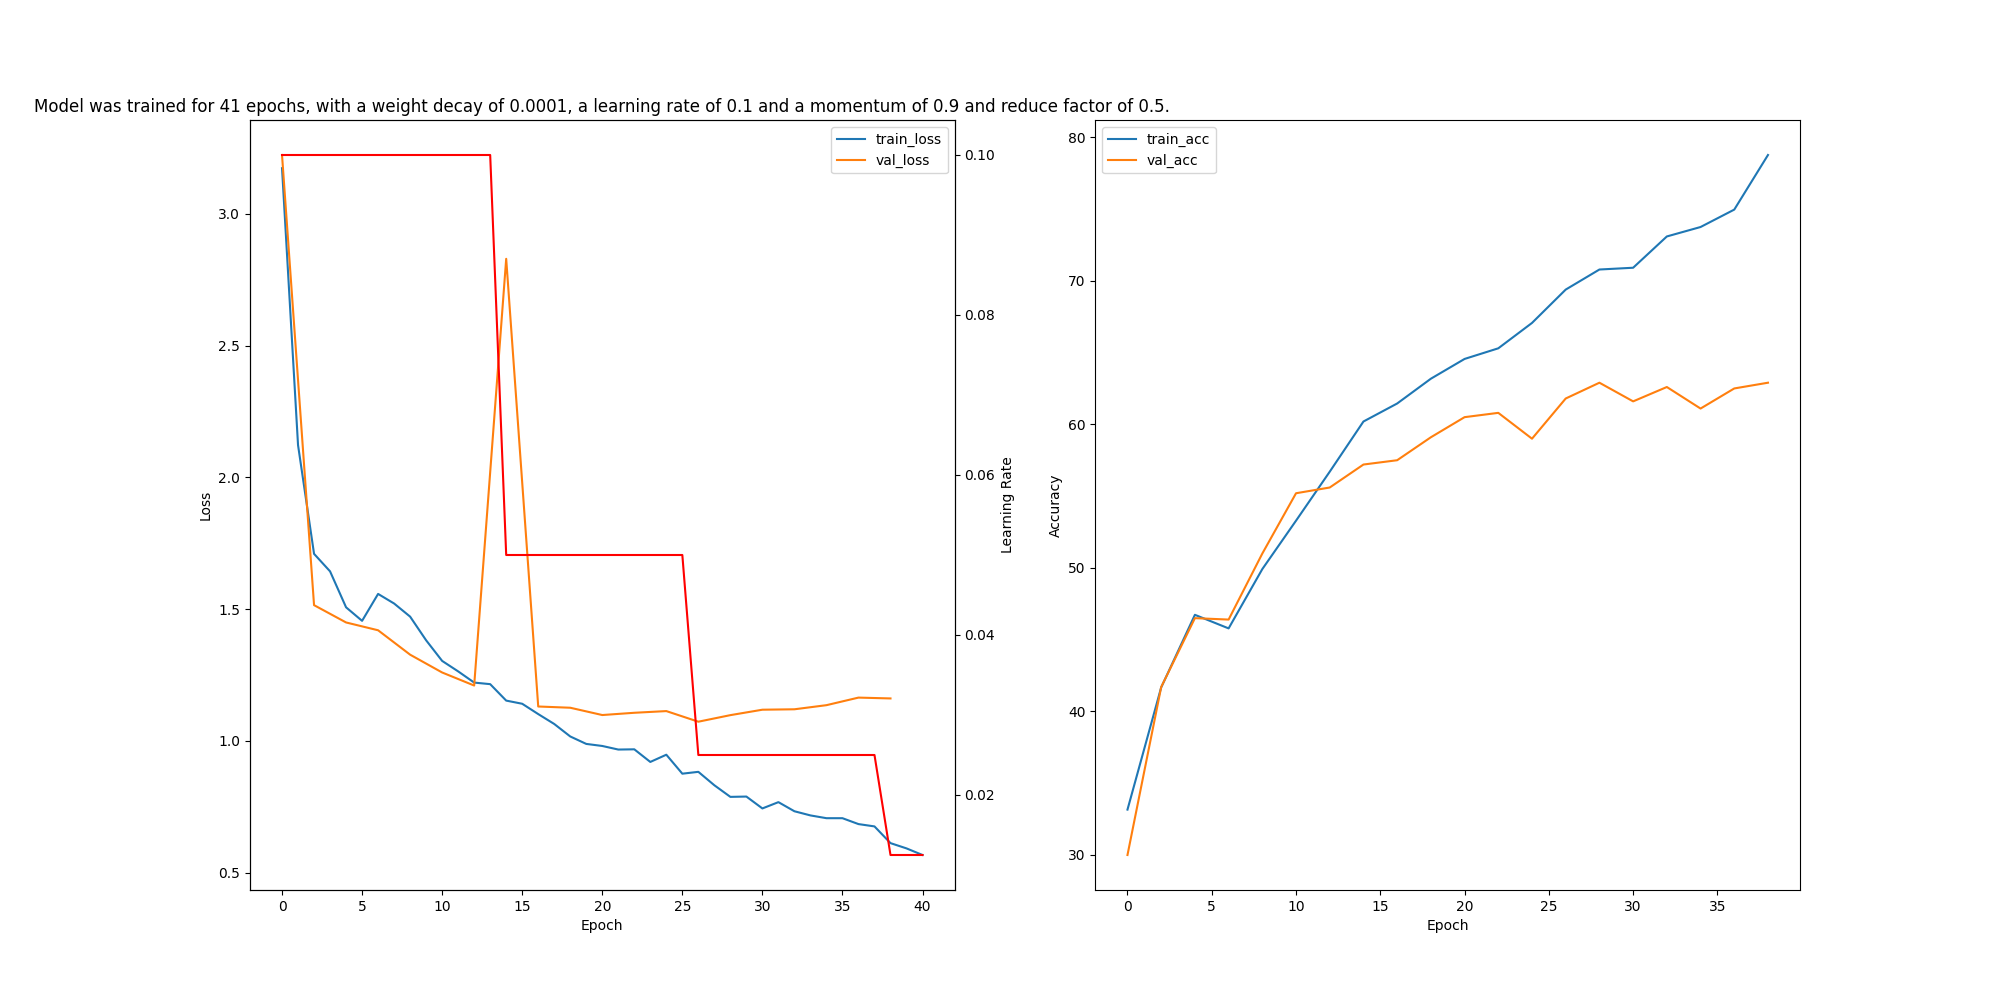 Model was trained for 41 epochs, with a weight decay of 0.0001, a learning rate of 0.1 and a momentum of 0.9 and reduce factor of 0.5.
train_loss
val_loss
3.0
2.5
2.0
1.5
1.0
0.5
Loss
0 5 10 15 20 25 30 35 40
Epoch
0.10
0.08
0.06
0.04
0.02
Learning Rate
train_acc
val_acc
80
70
60
50
40
30
Accuracy
0 5 10 15 20 25 30 35
Epoch